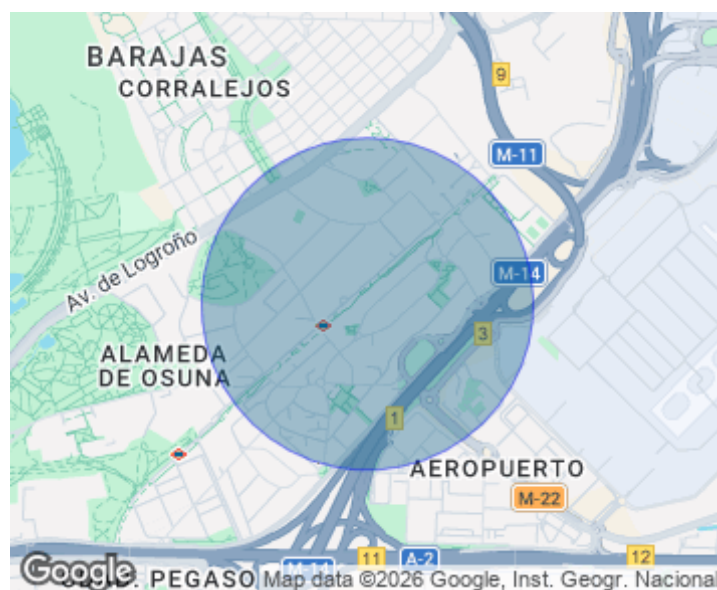 BARAJAS
CORRALEJOS
9
M-11
Av. de Logroño
M-14
3
ALAMEDA
DE OSUNA
1
AEROPUERTO
M-22
11
A-2
12
M-14
Google
PEGASO
Map data ©2026 Google, Inst. Geogr. Nacional